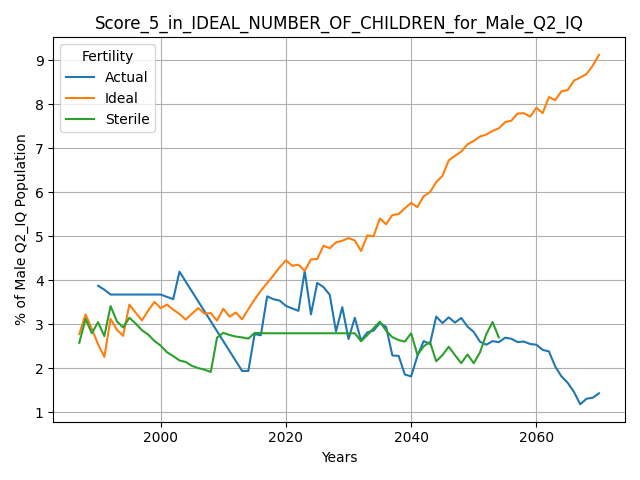 Score_5_in_IDEAL_NUMBER_OF_CHILDREN_for_Male_Q2_IQ
Fertility
Actual
Ideal
Sterile
% of Male Q2_IQ Population
9
8
7
6
5
4
3
2
1
2000
2020
2040
2060
Years